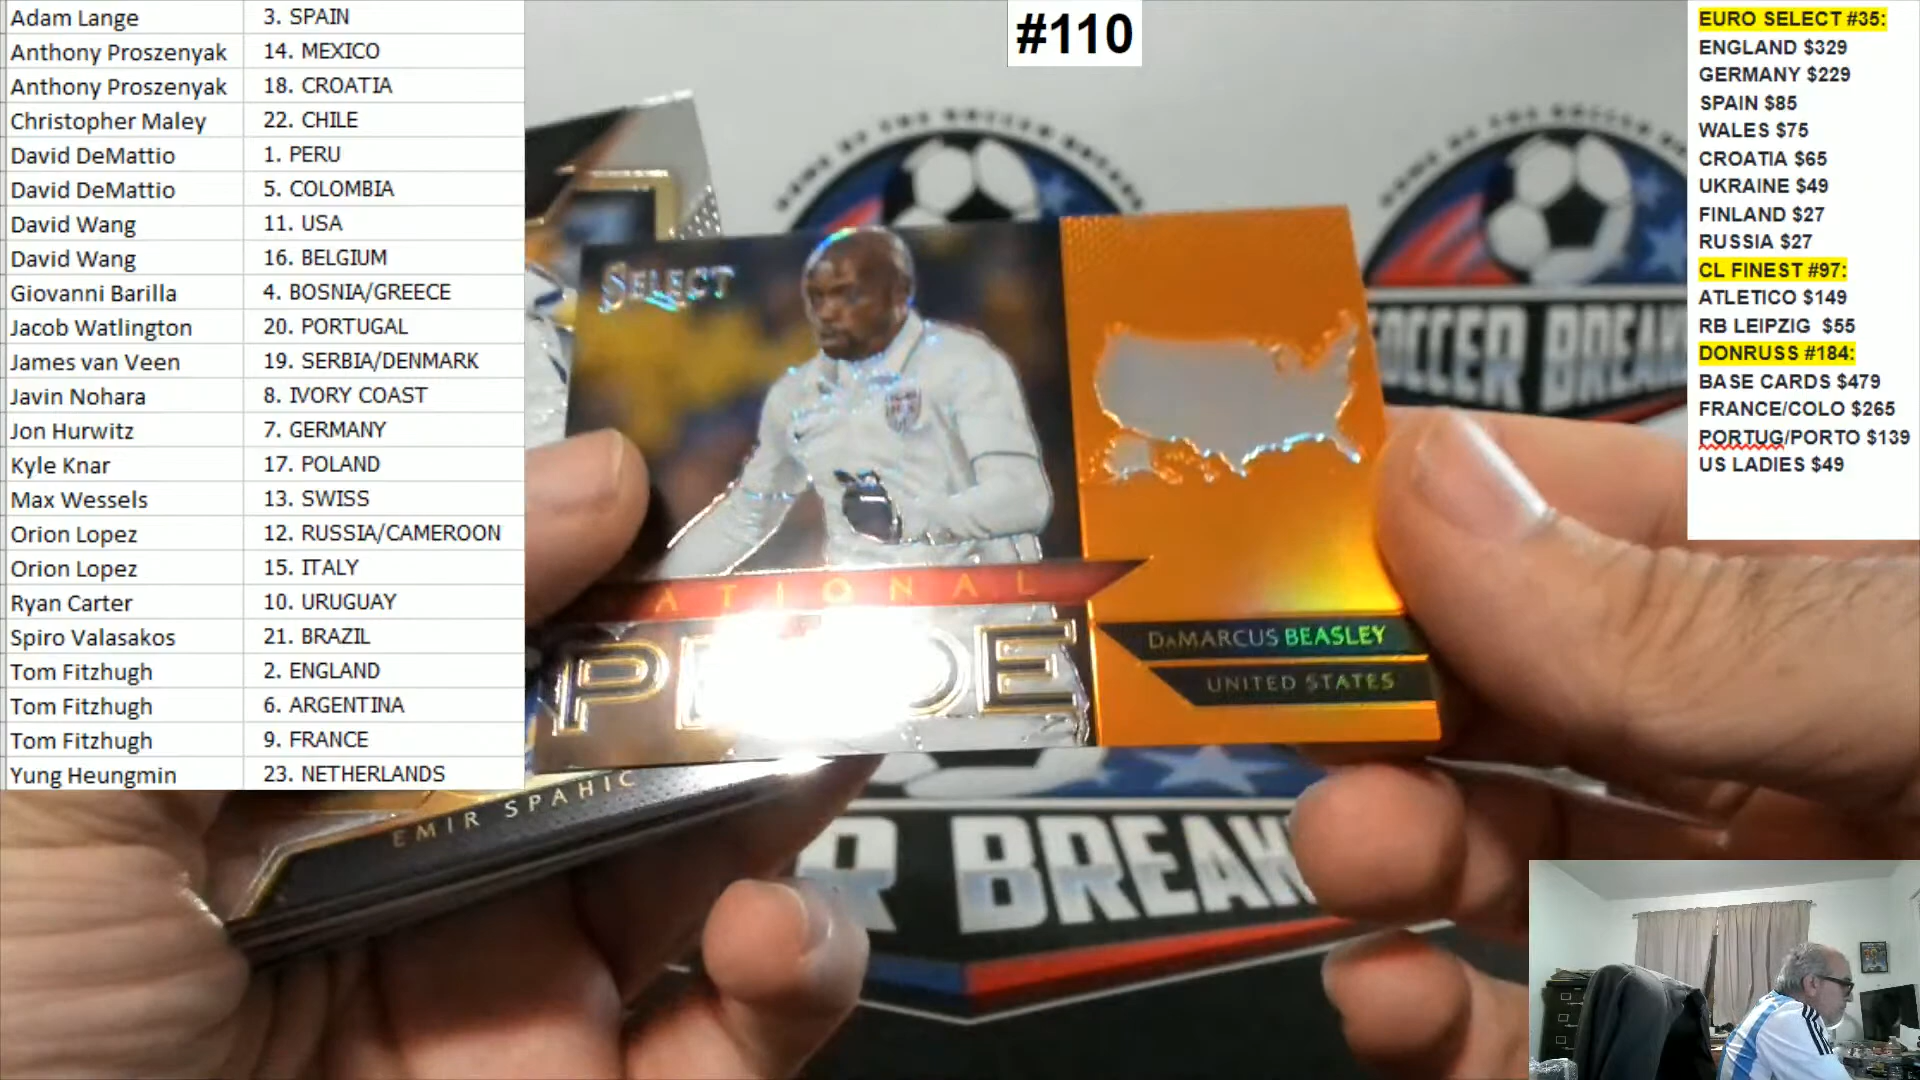 Adam Lange 3. SPAIN
Anthony Proszenyak 14. MEXICO
Anthony Proszenyak 18. CROATIA
Christopher Maley 22. CHILE
David DeMattio 1. PERU
David DeMattio 5. COLOMBIA
David Wang 11. USA
David Wang 16. BELGIUM
Giovanni Barilla 4. BOSNIA/GREECE
Jacob Watlington 20. PORTUGAL
James van Veen 19. SERBIA/DENMARK
Javin Nohara 8. IVORY COAST
Jon Hurwitz 7. GERMANY
Kyle Knar 17. POLAND
Max Wessels 13. SWISS
Orion Lopez 12. RUSSIA/CAMEROON
Orion Lopez 15. ITALY
Ryan Carter 10. URUGUAY
Spiro Valasakos 21. BRAZIL
Tom Fitzhugh 2. ENGLAND
Tom Fitzhugh 6. ARGENTINA
Tom Fitzhugh 9. FRANCE
Yung Heungmin 23. NETHERLANDS
#110
SELECT
ATIONAL
PRIDE
DAMARCUS BEASLEY
UNITED STATES
EMIR SPAHIC
SOCCER BREAK
R BREAK
EURO SELECT #35:
ENGLAND $329
GERMANY $229
SPAIN $85
WALES $75
CROATIA $65
UKRAINE $49
FINLAND $27
RUSSIA $27
CL FINEST #97:
ATLETICO $149
RB LEIPZIG $55
DONRUSS #184:
BASE CARDS $479
FRANCE/COLO $265
PORTUG/PORTO $139
US LADIES $49